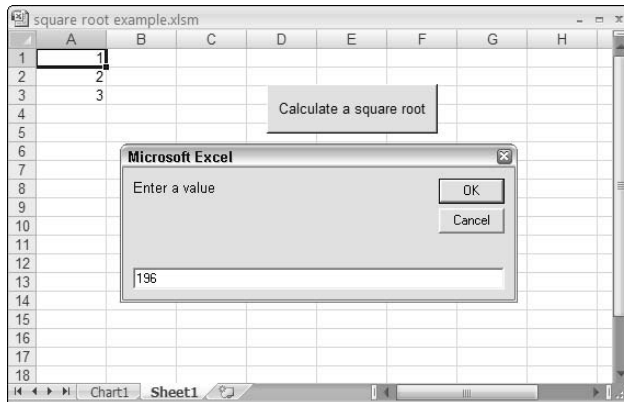 square root example.xlsm
A B C D E F G H
1 1
2 2
3 3
Calculate a square root
4
5
6
Microsoft Excel
7
8 Enter a value OK
9
10 Cancel
11
12
13 196
14
15
16
17
18
Chart1 Sheet1